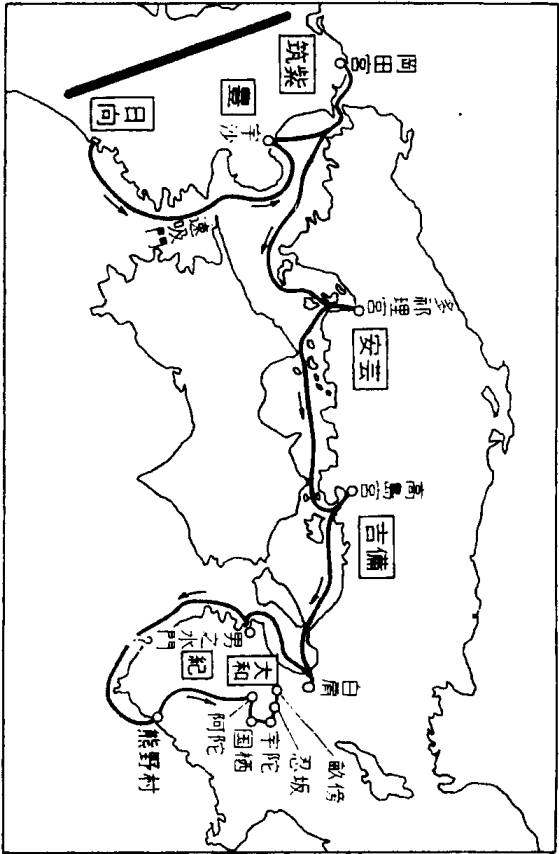 岡田宮
筑紫
豊
宇沙
日向
速吸門
多祁理宮
安芸
高島宮
吉備
白肩
男之水門
紀
大和
熊野村
阿陀
国栖
宇陀
忍坂
畝傍